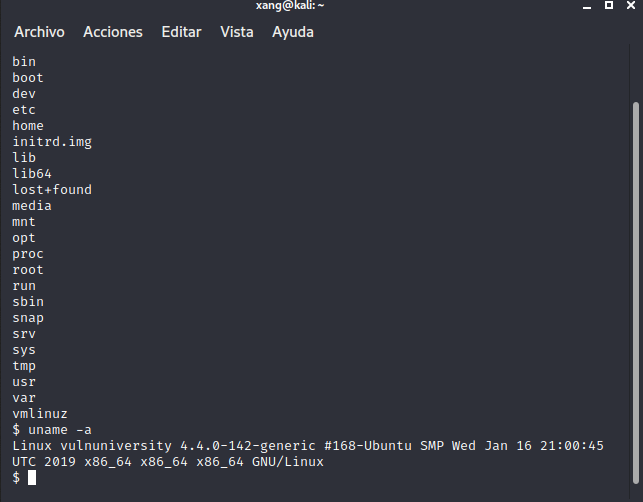 xang@kali: ~
Archivo Acciones Editar Vista Ayuda
bin
boot
dev
etc
home
initrd.img
lib
lib64
lost+found
media
mnt
opt
proc
root
run
sbin
snap
srv
sys
tmp
usr
var
vmlinuz
$ uname -a
Linux vulnuniversity 4.4.0-142-generic #168-Ubuntu SMP Wed Jan 16 21:00:45
UTC 2019 x86_64 x86_64 x86_64 GNU/Linux
$